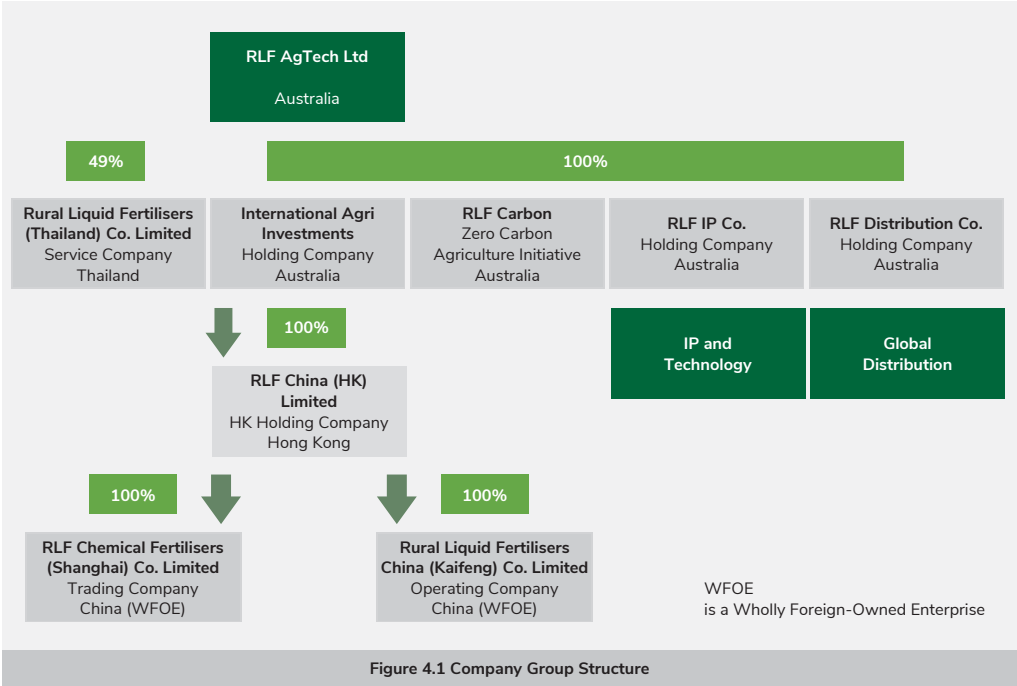 RLF AgTech Ltd
Australia
49%
100%
Rural Liquid Fertilisers
(Thailand) Co. Limited
Service Company
Thailand
International Agri
Investments
Holding Company
Australia
RLF Carbon
Zero Carbon
Agriculture Initiative
Australia
RLF IP Co.
Holding Company
Australia
RLF Distribution Co.
Holding Company
Australia
100%
IP and
Technology
Global
Distribution
RLF China (HK)
Limited
HK Holding Company
Hong Kong
100%
100%
RLF Chemical Fertilisers
(Shanghai) Co. Limited
Trading Company
China (WFOE)
Rural Liquid Fertilisers
China (Kaifeng) Co. Limited
Operating Company
China (WFOE)
WFOE
is a Wholly Foreign-Owned Enterprise
Figure 4.1 Company Group Structure